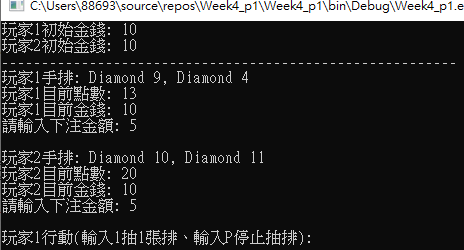 C:\Users\88693\source\repos\Week4_p1\Week4_p1\bin\Debug\Week4_p1.e
玩家1初始金錢: 10
玩家2初始金錢: 10
------------------------------------------------------------
玩家1手排: Diamond 9, Diamond 4
玩家1目前點數: 13
玩家1目前金錢: 10
請輸入下注金額: 5
玩家2手排: Diamond 10, Diamond 11
玩家2目前點數: 20
玩家2目前金錢: 10
請輸入下注金額: 5
玩家1行動(輸入1抽1張排、輸入P停止抽排):